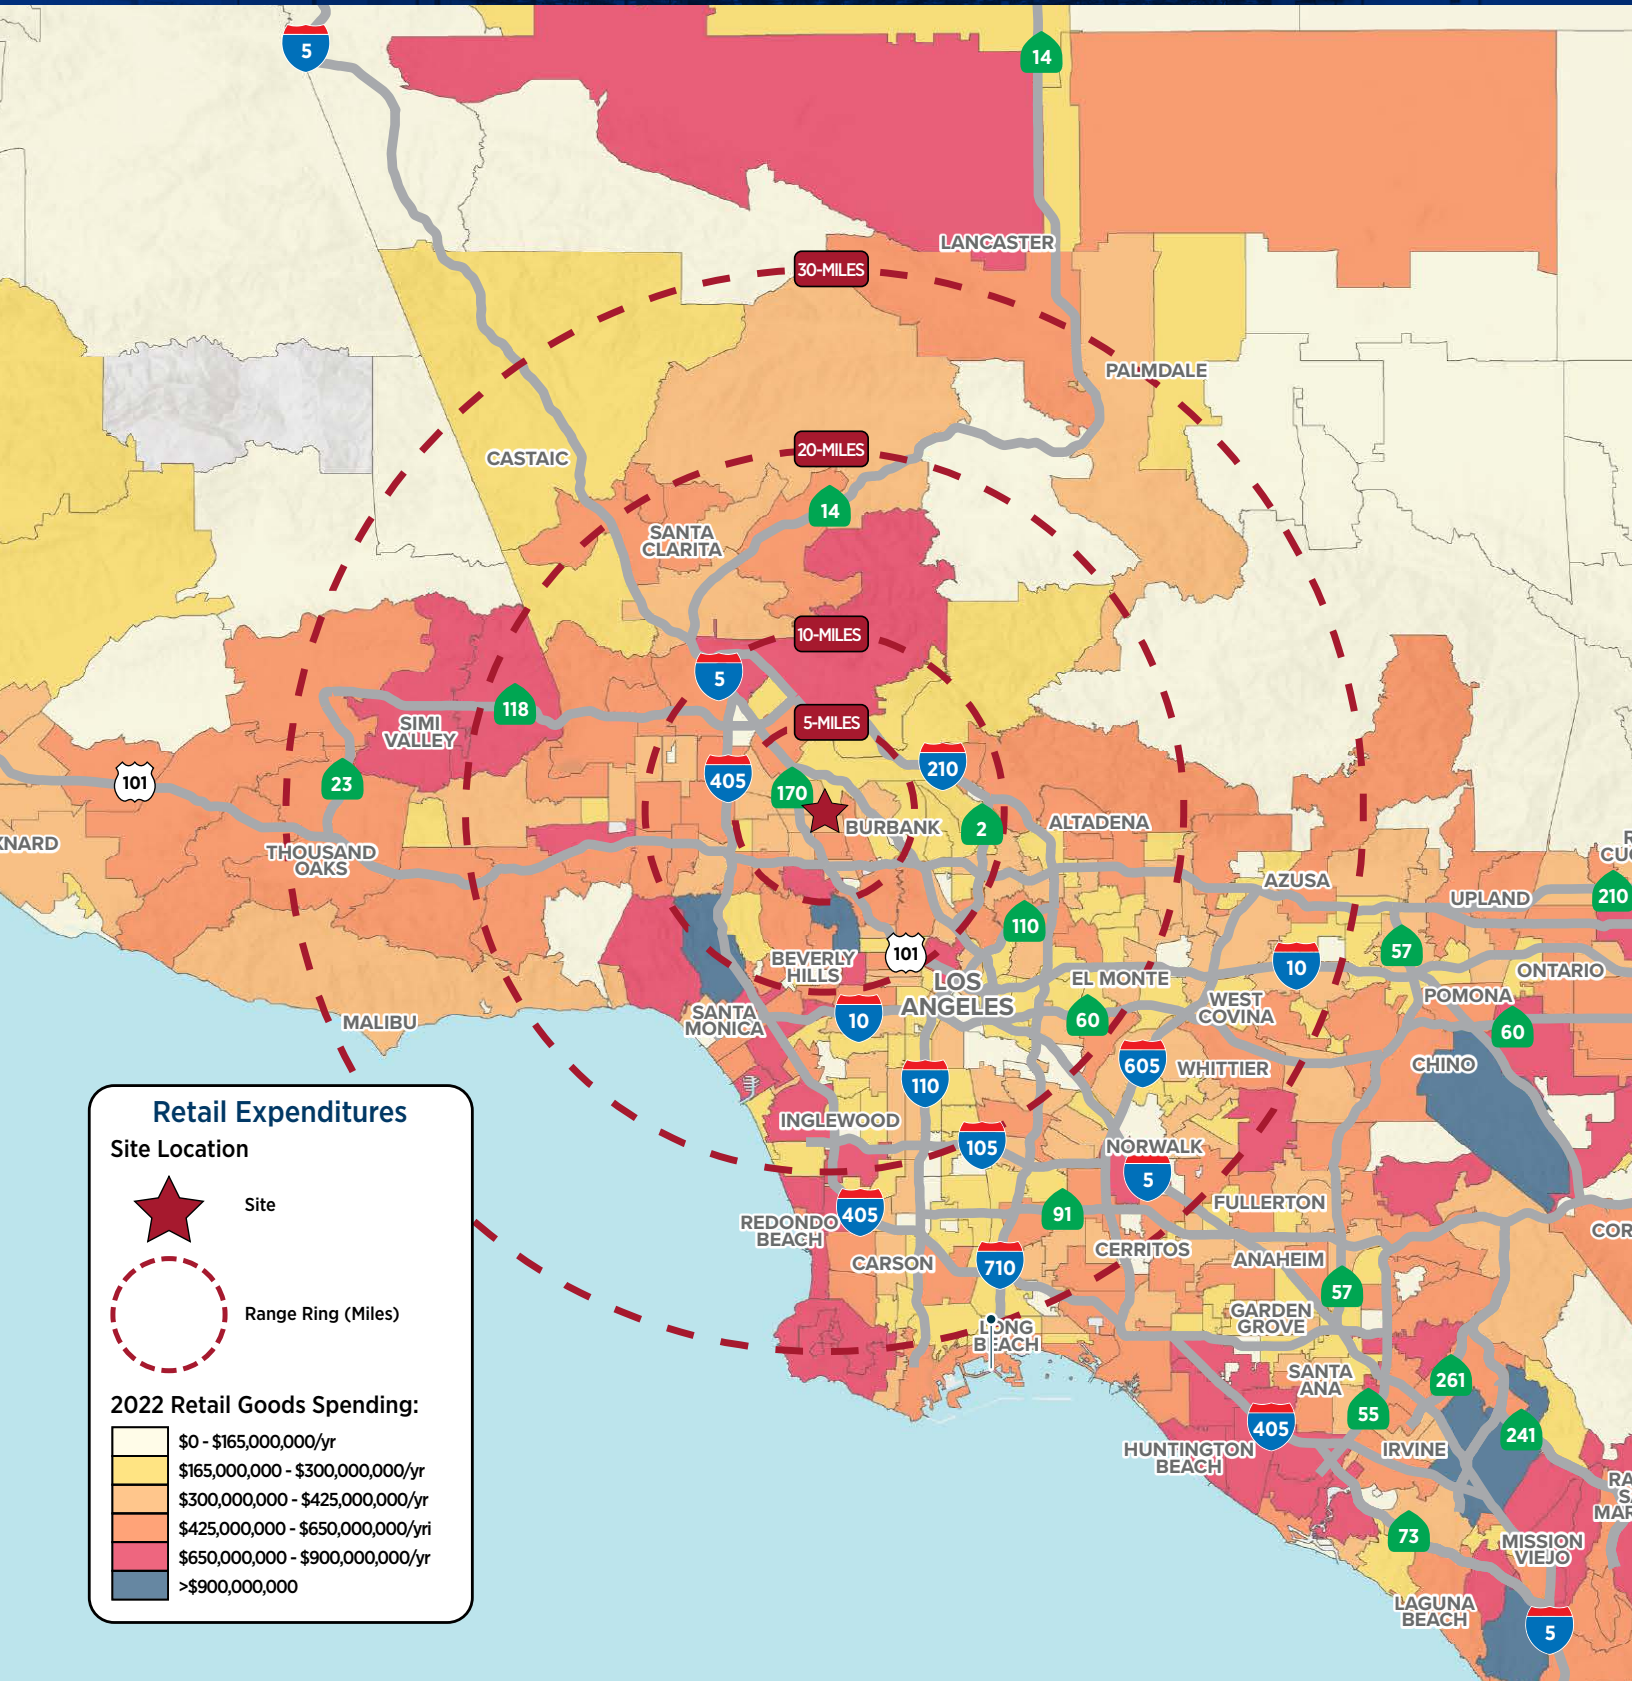 5
14
LANCASTER
30-MILES
PALMDALE
20-MILES
CASTAIC
14
SANTA
CLARITA
10-MILES
5
118
5-MILES
SIMI
VALLEY
101
23
405
170
210
BURBANK
2
ALTADENA
XNARD
THOUSAND
OAKS
AZUSA
UPLAND
210
110
101
57
BEVERLY
HILLS
EL MONTE
10
ONTARIO
LOS
ANGELES
POMONA
WEST
COVINA
SANTA
MONICA
MALIBU
10
60
60
605
WHITTIER
CHINO
110
INGLEWOOD
105
NORWALK
5
FULLERTON
REDONDO
BEACH
405
91
COR
CARSON
710
CERRITOS
ANAHEIM
57
GARDEN
GROVE
LONG
BEACH
SANTA
ANA
261
55
405
241
HUNTINGTON
BEACH
IRVINE
RA
S
MAR
73
MISSION
VIEJO
LAGUNA
BEACH
5
R
CUC
Retail Expenditures
Site Location
Site
Range Ring (Miles)
2022 Retail Goods Spending:
$0 - $165,000,000/yr
$165,000,000 - $300,000,000/yr
$300,000,000 - $425,000,000/yr
$425,000,000 - $650,000,000/yri
$650,000,000 - $900,000,000/yr
>$900,000,000